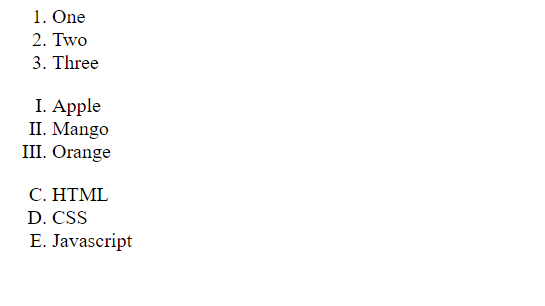 1. One
2. Two
3. Three
I. Apple
II. Mango
III. Orange
C. HTML
D. CSS
E. Javascript